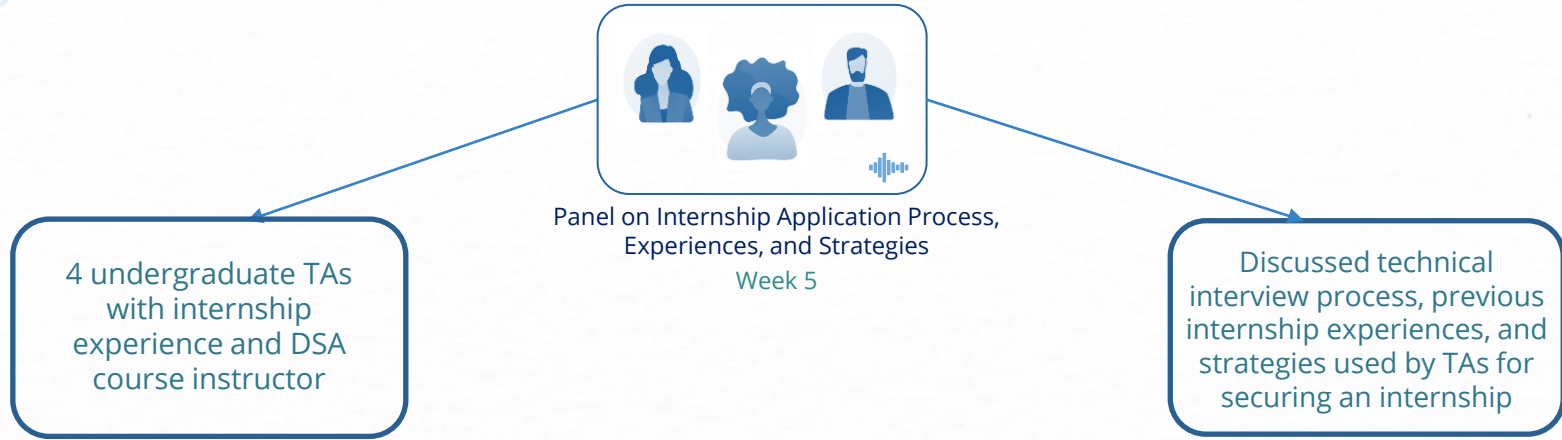 Panel on Internship Application Process,
Experiences, and Strategies
Week 5
4 undergraduate TAs
with internship
experience and DSA
course instructor
Discussed technical
interview process, previous
internship experiences, and
strategies used by TAs for
securing an internship